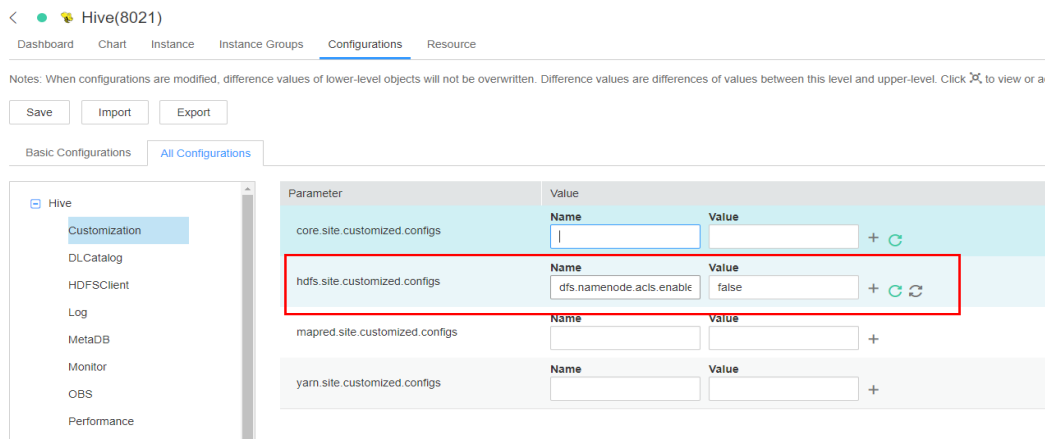 Hive(8021)
Dashboard Chart Instance Instance Groups Configurations Resource
Notes: When configurations are modified, difference values of lower-level objects will not be overwritten. Difference values are differences of values between this level and upper-level. Click to view or a
Save Import Export
Basic Configurations All Configurations
Hive
Customization
DLCatalog
HDFSClient
Log
MetaDB
Monitor
OBS
Performance
Parameter Value
Name Value
core.site.customized.configs
Name Value
hdfs.site.customized.configs dfs.namenode.acls.enable false
Name Value
mapred.site.customized.configs
Name Value
yarn.site.customized.configs